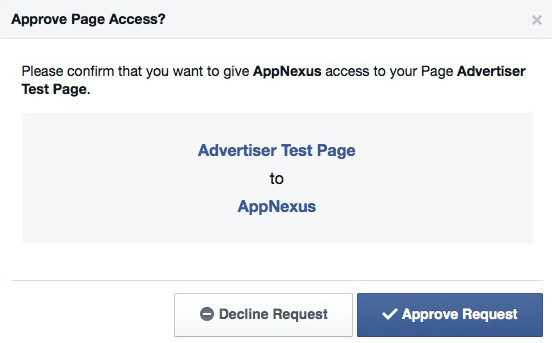 Approve Page Access?
Please confirm that you want to give AppNexus access to your Page Advertiser
Test Page.
Advertiser Test Page
to
AppNexus
Decline Request
Approve Request